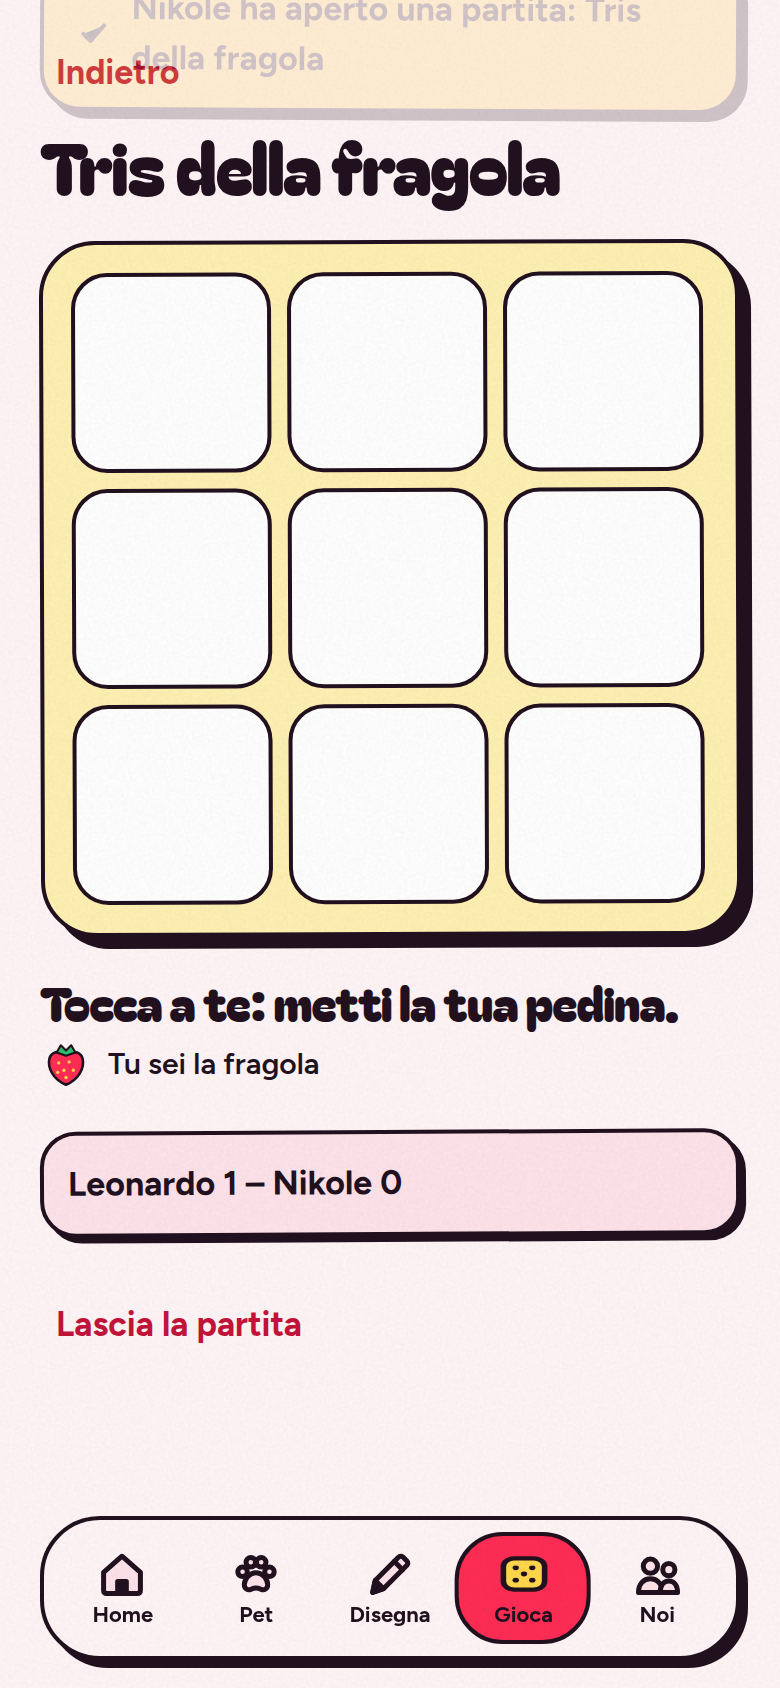 Nikole ha aperto una partita: Tris
della fragola
Indietro
Tris della fragola
Tocca a te: metti la tua pedina.
Tu sei la fragola
Leonardo 1 – Nikole 0
Lascia la partita
Home
Pet
Disegna
Gioca
Noi